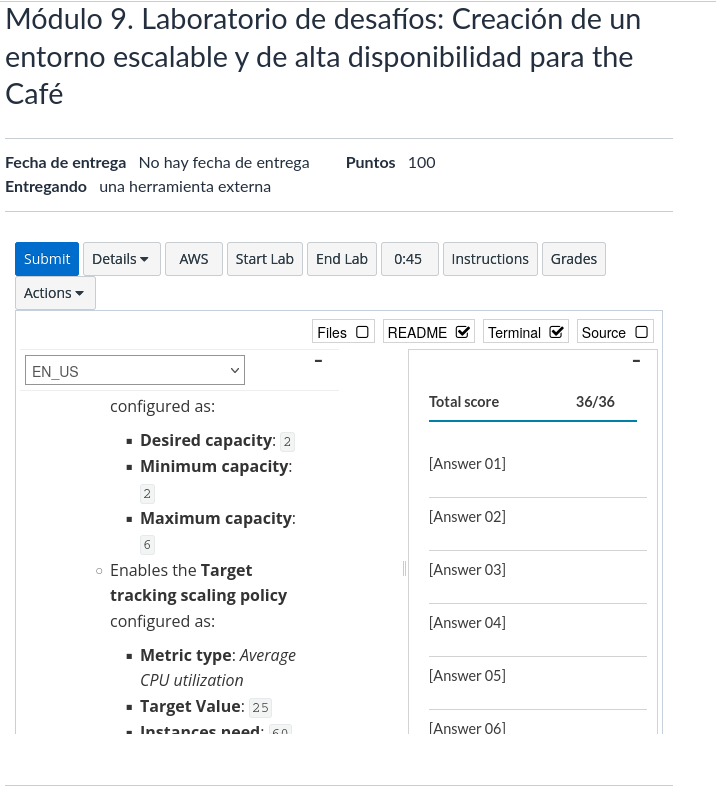 Módulo 9. Laboratorio de desafíos: Creación de un
entorno escalable y de alta disponibilidad para the
Café
Fecha de entrega No hay fecha de entrega Puntos 100
Entregando una herramienta externa
Submit Details AWS Start Lab End Lab 0:45 Instructions Grades
Actions
Files README Terminal Source
EN_US
configured as:
Desired capacity: 2
Minimum capacity:
2
Maximum capacity:
6
Enables the Target
tracking scaling policy
configured as:
Metric type: Average
CPU utilization
Target Value: 25
Instances need: 60
Total score 36/36
[Answer 01]
[Answer 02]
[Answer 03]
[Answer 04]
[Answer 05]
[Answer 06]